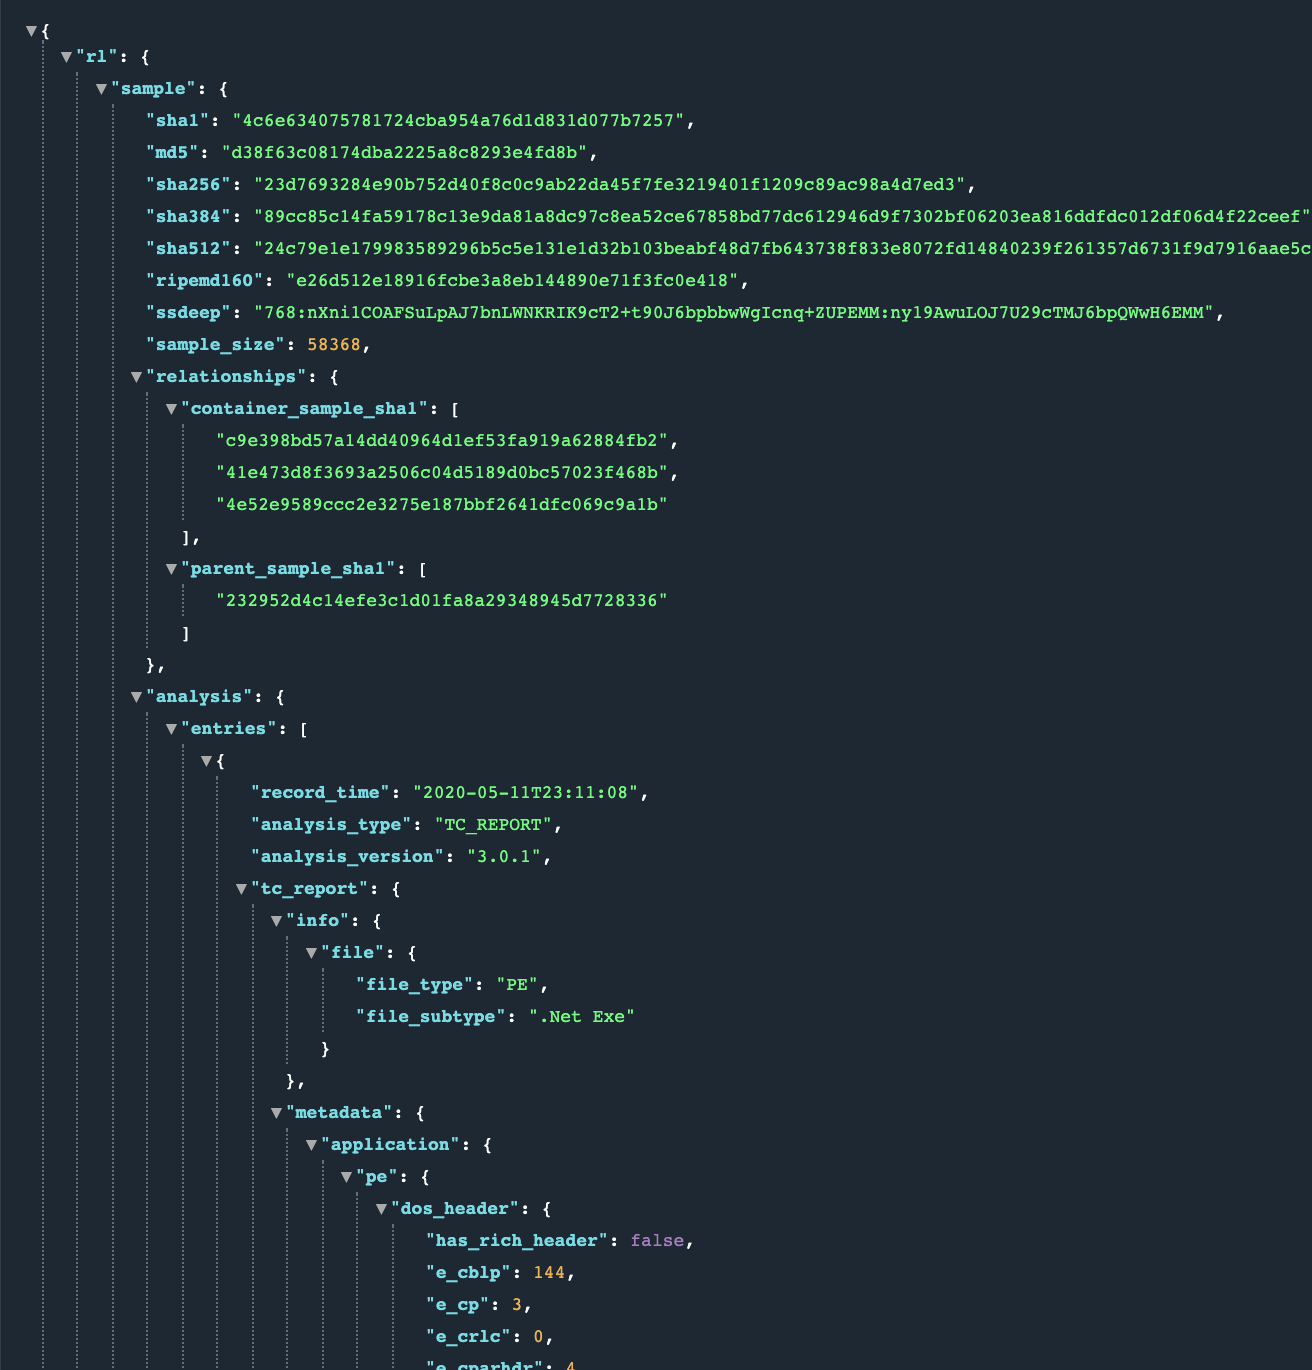 {
"rl": {
"sample": {
"sha1": "4c6e634075781724cba954a76d1d831d077b7257",
"md5": "d38f63c08174dba2225a8c8293e4fd8b",
"sha256": "23d7693284e90b752d40f8c0c9ab22da45f7fe3219401f1209c89ac98a4d7ed3",
"sha384": "89cc85c14fa59178c13e9da81a8dc97c8ea52ce67858bd77dc612946d9f7302bf06203ea816ddfdc012df06d4f22ceef"
"sha512": "24c79e1e179983589296b5c5e131e1d32b103beabf48d7fb643738f833e8072fd14840239f261357d6731f9d7916aae5c
"ripemd160": "e26d512e18916fcbe3a8eb144890e71f3fc0e418",
"ssdeep": "768:nXni1COAFSuLpAJ7bnLWNKRIK9cT2+t90J6bpbbwWgIcnq+ZUPEMM:ny19AwuLOJ7U29cTMJ6bpQWwH6EMM",
"sample_size": 58368,
"relationships": {
"container_sample_sha1": [
"c9e398bd57a14dd40964d1ef53fa919a62884fb2",
"41e473d8f3693a2506c04d5189d0bc57023f468b",
"4e52e9589ccc2e3275e187bbf2641dfc069c9a1b"
],
"parent_sample_sha1": [
"232952d4c14efe3c1d01fa8a29348945d7728336"
]
},
"analysis": {
"entries": [
{
"record_time": "2020-05-11T23:11:08",
"analysis_type": "TC_REPORT",
"analysis_version": "3.0.1",
"tc_report": {
"info": {
"file": {
"file_type": "PE",
"file_subtype": ".Net Exe"
}
},
"metadata": {
"application": {
"pe": {
"dos_header": {
"has_rich_header": false,
"e_cblp": 144,
"e_cp": 3,
"e_crlc": 0,
"e_cparhdr": 4